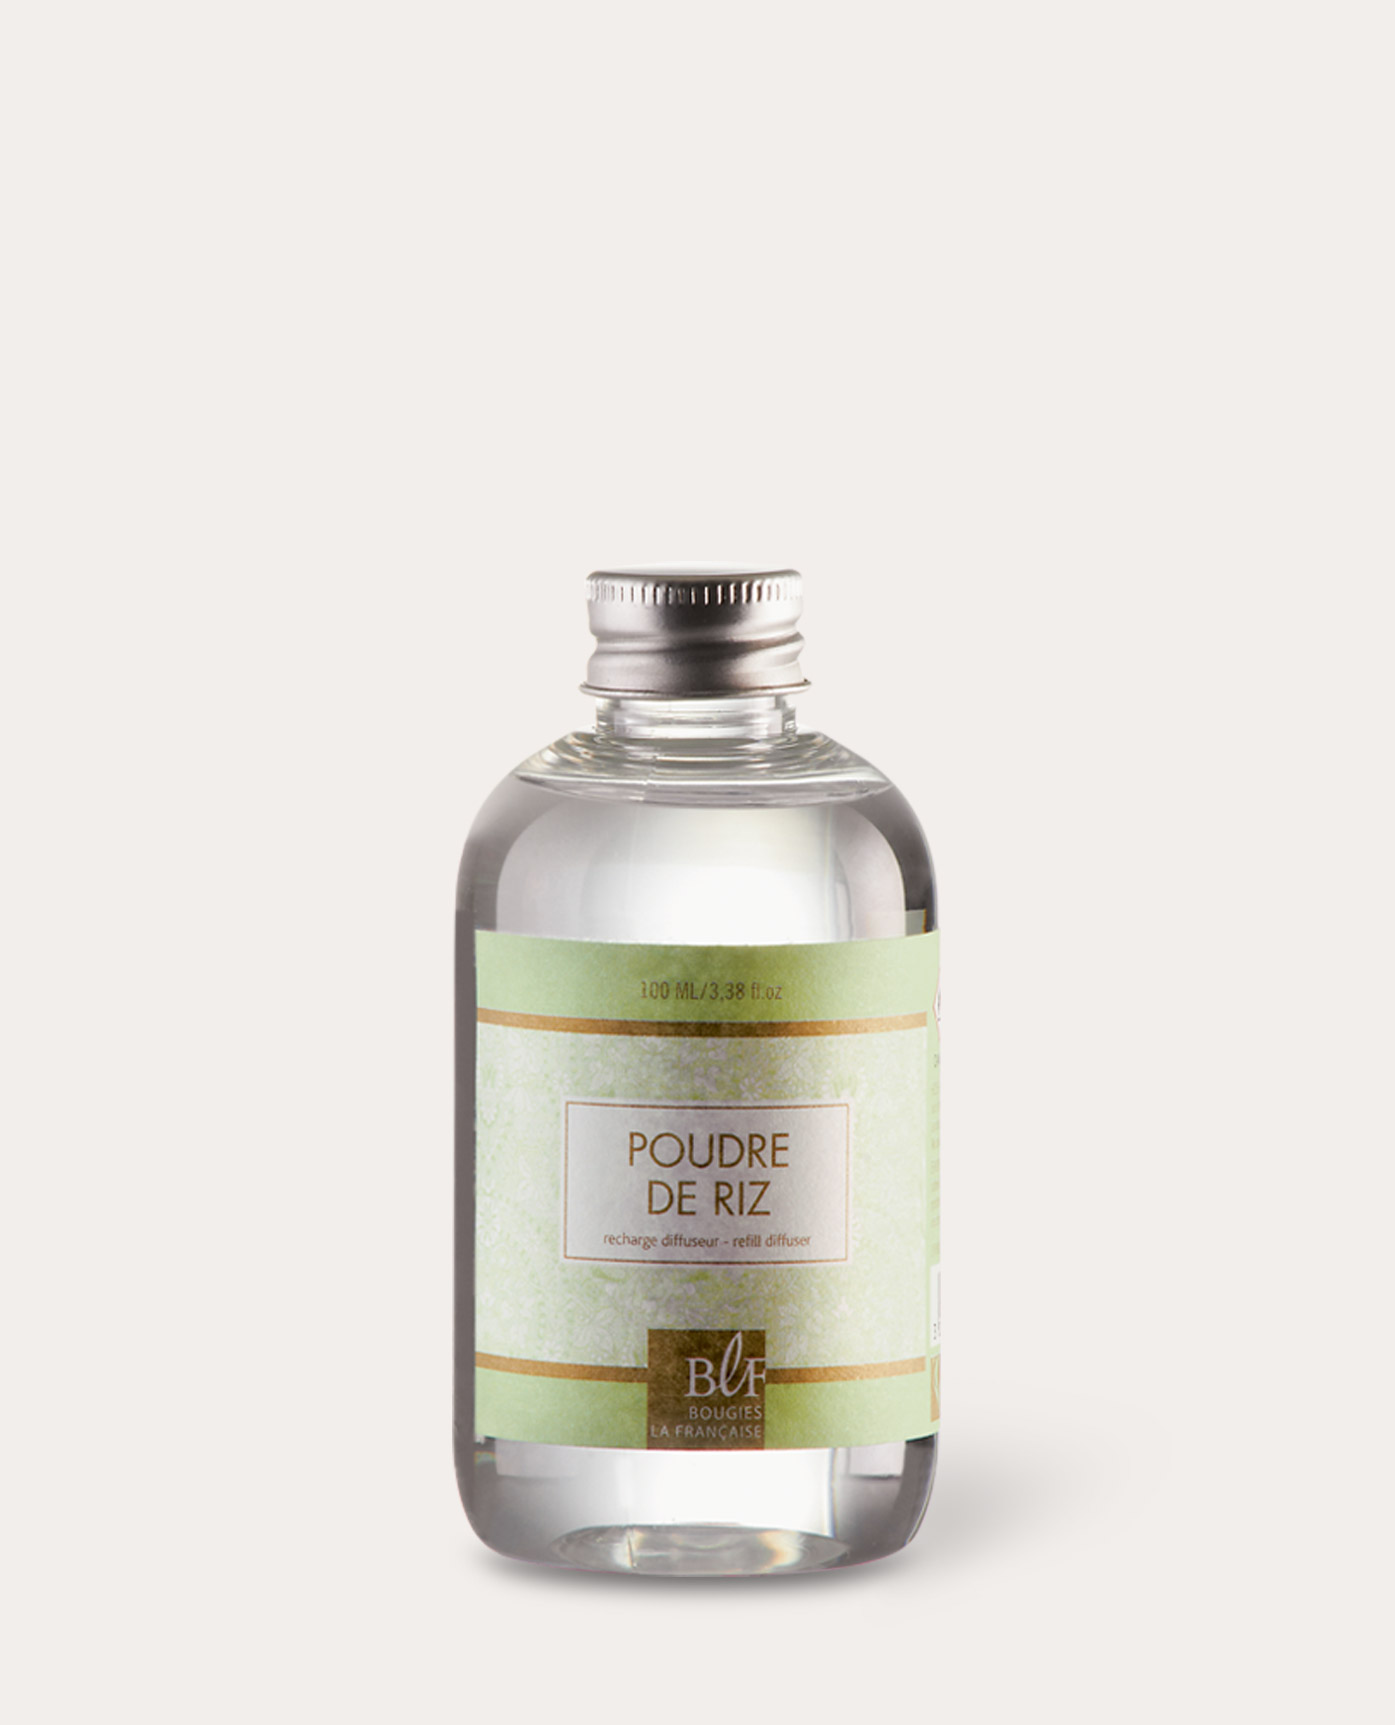 100 ML/3,38 fl.oz
POUDRE
DE RIZ
recharge diffuseur - refill diffuser
BlF
BOUGIES
LA FRANÇAISE